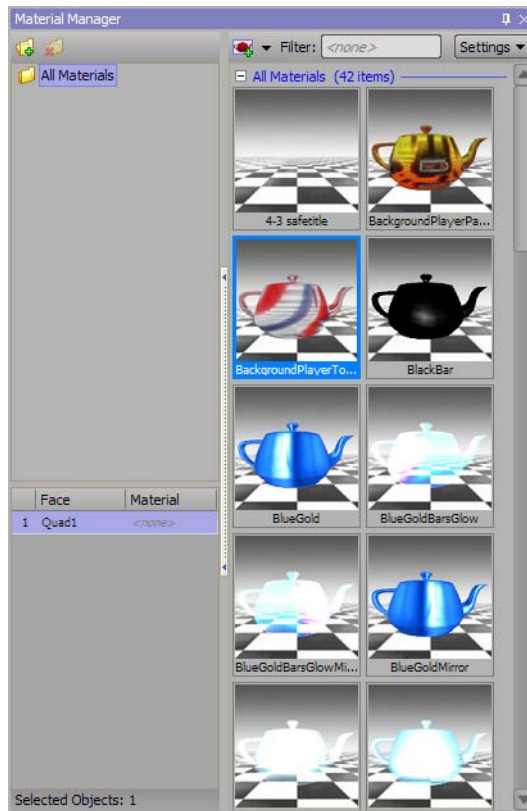 Material Manager
Filter: <none> Settings
All Materials
All Materials (42 items)
4-3 safetitle
BackgroundPlayerPa...
BackgroundPlayerTo...
BlackBar
BlueGold
BlueGoldBarsGlow
BlueGoldBarsGlowMi...
BlueGoldMirror
Face Material
1 Quad1 <none>
Selected Objects: 1